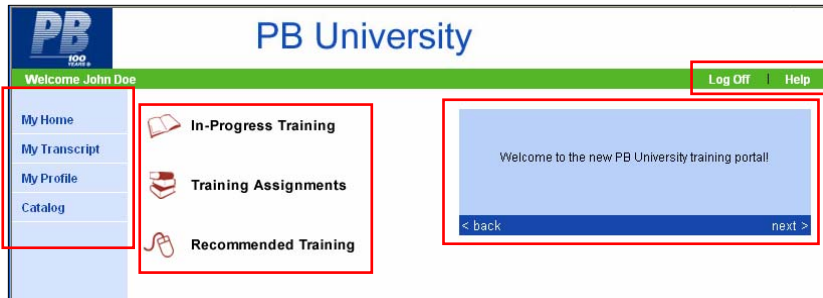 PB
100
YEARS
PB University
Welcome John Doe
Log Off | Help
My Home
My Transcript
My Profile
Catalog
In-Progress Training
Training Assignments
Recommended Training
Welcome to the new PB University training portal!
< back next >